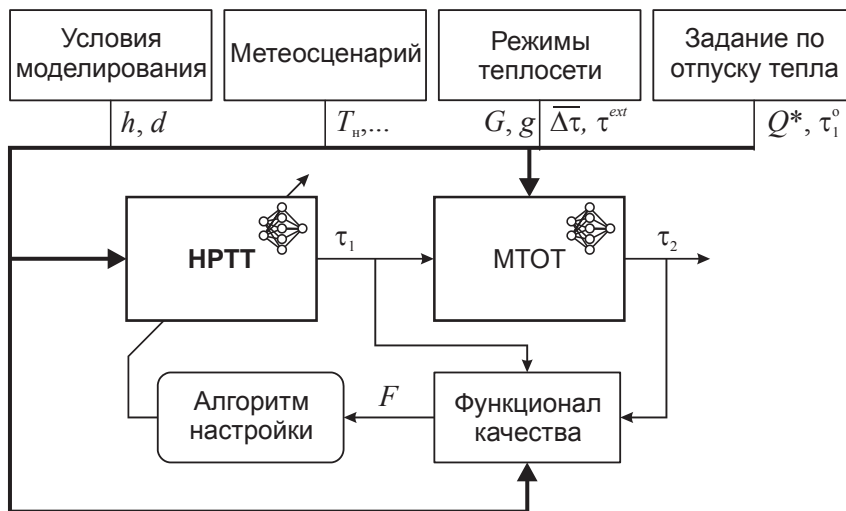 Условия
моделирования
Метеосценарий
Режимы
теплосети
Задание по
отпуску тепла
h, d
Tн,...
G, g
Δτ, τext
Q*, τ1о
НРТТ
τ1
МТОТ
τ2
Алгоритм
настройки
F
Функционал
качества